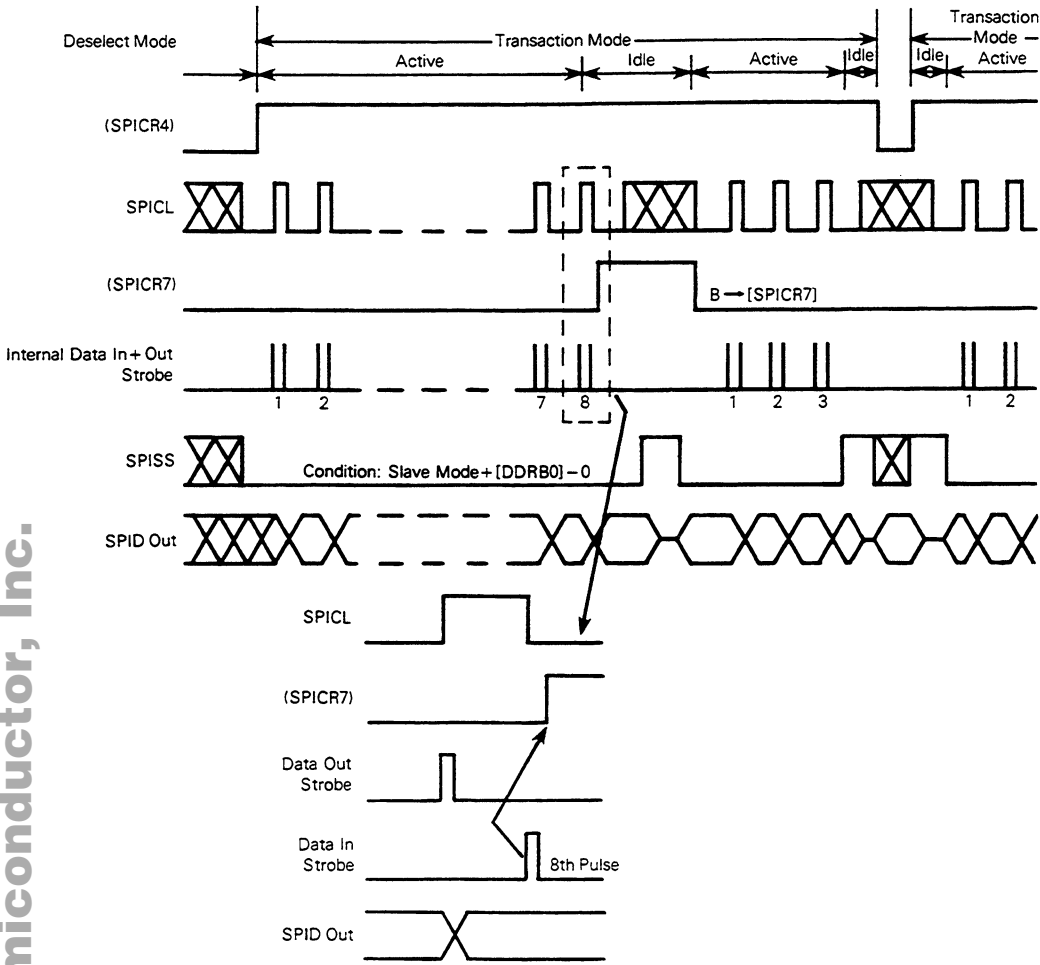 Deselect Mode
Transaction Mode
Transaction
Mode
Active
Idle
Active
Idle
Idle
Active
(SPICR4)
SPICL
(SPICR7)
B → [SPICR7]
Internal Data In + Out
Strobe
1 2 7 8 1 2 3 1 2
SPISS
Condition: Slave Mode + [DDRB0] – 0
SPID Out
SPICL
(SPICR7)
Data Out
Strobe
Data In
Strobe
8th Pulse
SPID Out
miconductor, Inc.